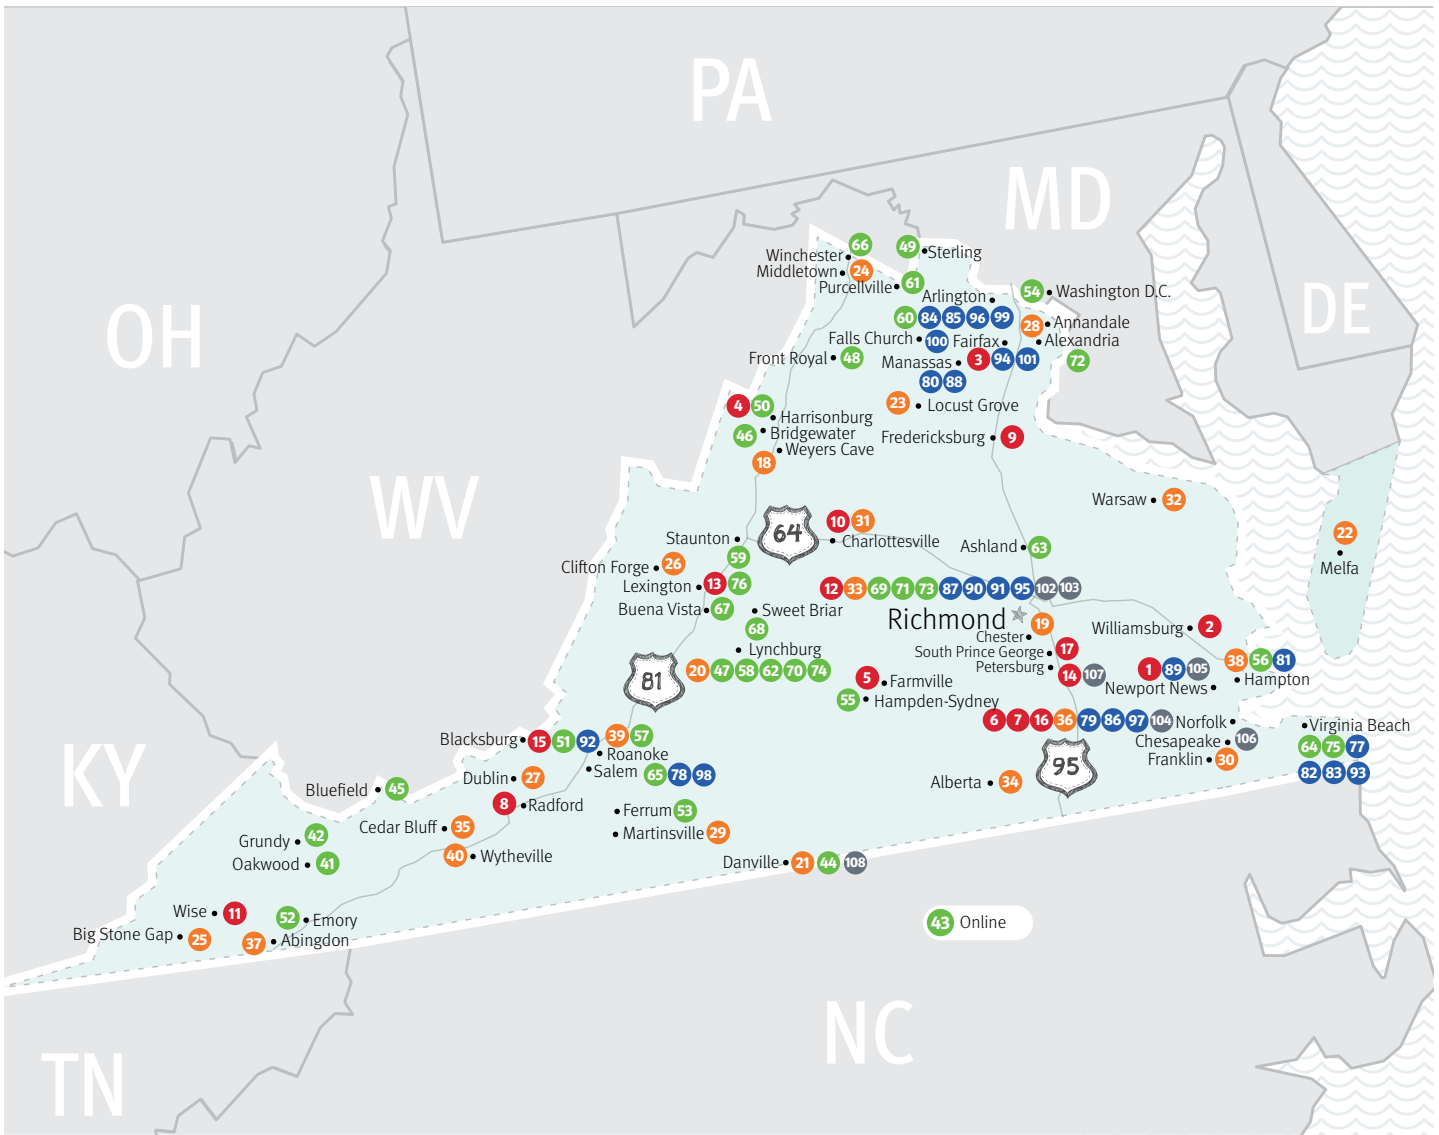 PA
MD
OH
DE
WV
KY
TN
NC
66
49
Sterling
Winchester
Middletown
24
Purcellville
61
54
Washington D.C.
Arlington
60 84 85 96 99
28
Annandale
Falls Church
100
Fairfax
Alexandria
72
Front Royal
48
Manassas
3 94 101
80 88
4 50
23
Locust Grove
Harrisonburg
46
Bridgewater
Fredericksburg
9
Weyers Cave
18
Warsaw
32
64
10 31
Charlottesville
22
Melfa
Staunton
59
Ashland
63
Clifton Forge
26
Lexington
13 76
12 33 69 71 73 87 90 91 95 102 103
Buena Vista
67
Sweet Briar
68
Richmond
19
Chester
Williamsburg
2
Lynchburg
20 47 58 62 70 74
South Prince George
17
Petersburg
14 107
81
38 56 81
Hampton
1 89 105
Newport News
5
Farmville
55
Hampden-Sydney
6 7 16 36 79 86 97 104
Norfolk
Virginia Beach
64 75 77
82 83 93
Chesapeake
106
Franklin
30
95
Blacksburg
15 51 92
39 57
Roanoke
Salem
65 78 98
Dublin
27
Alberta
34
Bluefield
45
8
Radford
Ferrum
53
Cedar Bluff
35
Martinsville
29
Grundy
42
Oakwood
41
40
Wytheville
Danville
21 44 108
Wise
11
52
Emory
Big Stone Gap
25
37
Abingdon
43
Online